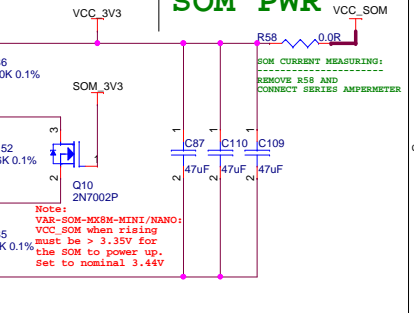 SOM PWR
VCC_3V3
VCC_SOM
R58
0.0R
SOM CURRENT MEASURING:
REMOVE R58 AND
CONNECT SERIES AMPERMETER
0K 0.1%
SOM_3V3
3
1
2
52
6K 0.1%
Q10
2N7002P
1
C87
2
47uF
1
C110
2
47uF
1
C109
2
47uF
Note:
VAR-SOM-MX8M-MINI/NANO:
VCC_SOM when rising
must be > 3.35V for
the SOM to power up.
Set to nominal 3.44V
K 0.1%